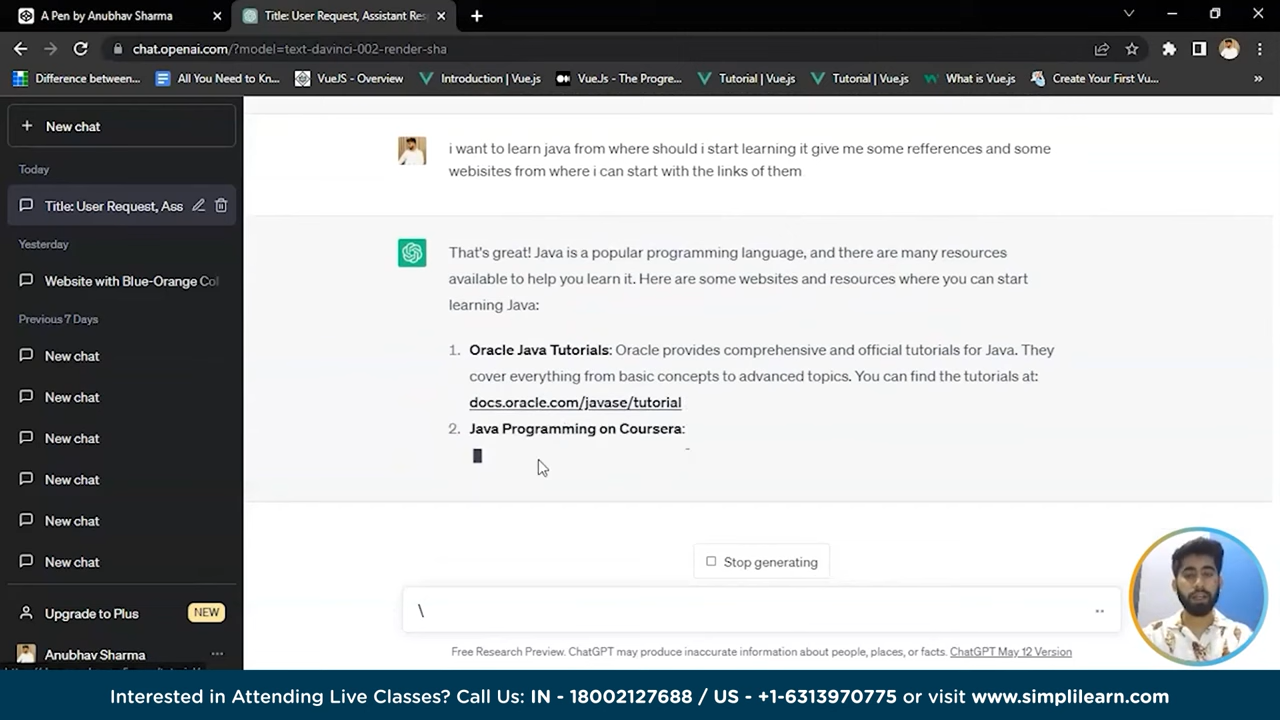 A Pen by Anubhav Sharma
Title: User Request, Assistant Res
chat.openai.com/?model=text-davinci-002-render-sha
Difference between...
All You Need to Kn...
VueJS - Overview
Introduction | Vue.js
VueJs - The Progre...
Tutorial | Vue.js
Tutorial | Vue.js
What is Vue.js
Create Your First Vu...
»
+ New chat
Today
Title: User Request, Ass
Yesterday
Website with Blue-Orange Col
Previous 7 Days
New chat
New chat
New chat
New chat
New chat
New chat
Upgrade to Plus NEW
Anubhav Sharma ...
i want to learn java from where should i start learning it give me some refferences and some
webisites from where i can start with the links of them
That's great! Java is a popular programming language, and there are many resources
available to help you learn it. Here are some websites and resources where you can start
learning Java:
1. Oracle Java Tutorials: Oracle provides comprehensive and official tutorials for Java. They
cover everything from basic concepts to advanced topics. You can find the tutorials at:
docs.oracle.com/javase/tutorial
2. Java Programming on Coursera:
Stop generating
\
Free Research Preview. ChatGPT may produce inaccurate information about people, places, or facts. ChatGPT May 12 Version
Interested in Attending Live Classes? Call Us: IN - 18002127688 / US - +1-6313970775 or visit www.simplilearn.com